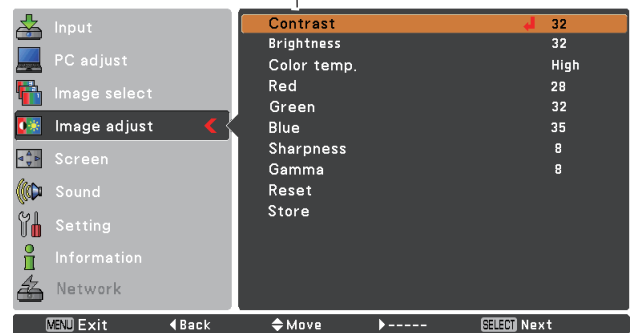 Input
PC adjust
Image select
Image adjust
Screen
Sound
Setting
Information
Network
Contrast 32
Brightness 32
Color temp. High
Red 28
Green 32
Blue 35
Sharpness 8
Gamma 8
Reset
Store
MENU Exit Back Move ----- SELECT Next